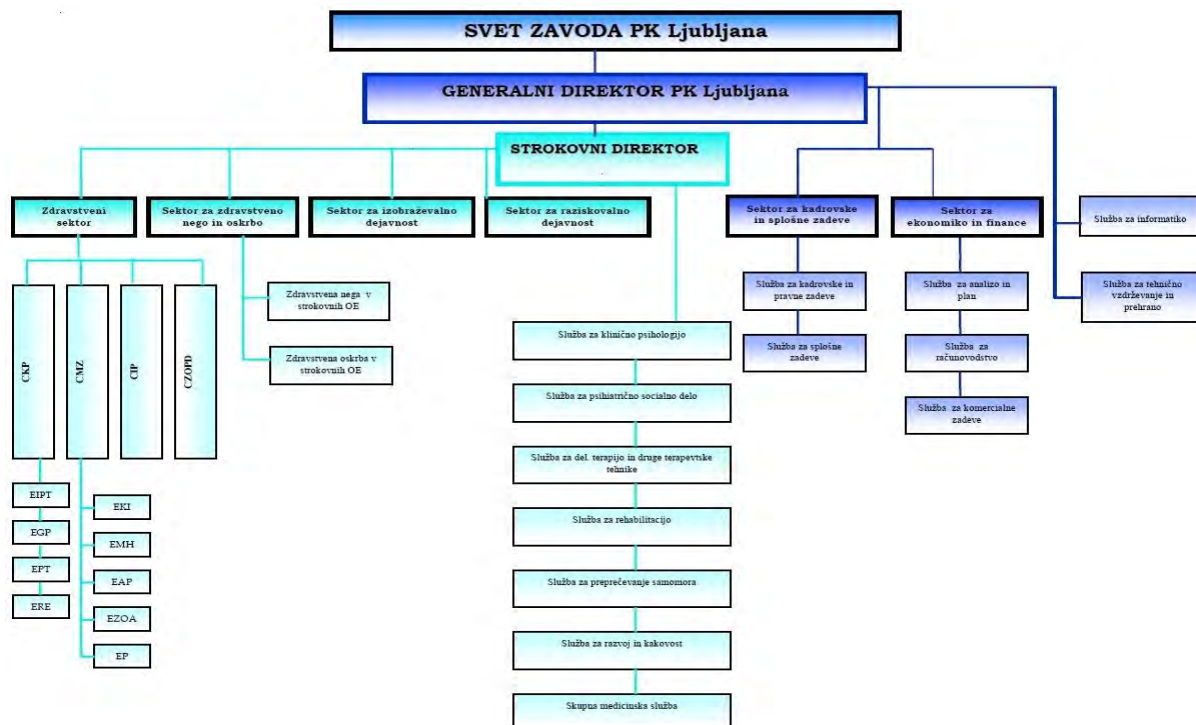 SVET ZAVODA PK Ljubljana
GENERALNI DIREKTOR PK Ljubljana
STROKOVNI DIREKTOR
Zdravstveni
sektor
Sektor za zdravstveno
nego in oskrbo
Sektor za izobraževalno
dejavnost
Sektor za raziskovalno
dejavnost
Sektor za kadrovske
in splošne zadeve
Sektor za
ekonomiko in finance
Služba za informatiko
CKP
CMZ
CIP
CZOPD
Zdravstvena nega v
strokovnih OE
Zdravstvena oskrba v
strokovnih OE
Služba za kadrovske in
pravne zadeve
Služba za splošne
zadeve
Služba za analizo in
plan
Služba za
računovodstvo
Služba za komercialne
zadeve
Služba za tehnično
vzdrževanje in
prehrano
Služba za klinično psihologijo
Služba za psihiatrično socialno delo
Služba za del. terapijo in druge terapevtske
tehnike
Služba za rehabilitacijo
Služba za preprečevanje samomora
Služba za razvoj in kakovost
Skupna medicinska služba
EIPT
EGP
EPT
ERE
EKI
EMH
EAP
EZOA
EP